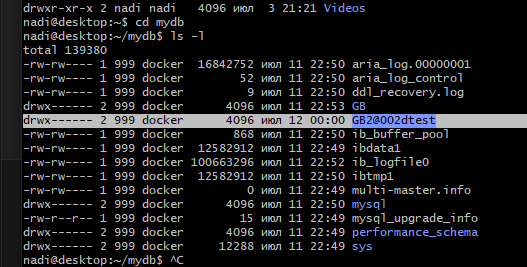 drwxr-xr-x 2 nadi nadi 4096 июл 3 21:21 Videos
nadi@desktop:~$ cd mydb
nadi@desktop:~/mydb$ ls -l
total 139380
-rw-rw---- 1 999 docker 16842752 июл 11 22:50 aria_log.00000001
-rw-rw---- 1 999 docker 52 июл 11 22:50 aria_log_control
-rw-rw---- 1 999 docker 9 июл 11 22:50 ddl_recovery.log
drwx------ 2 999 docker 4096 июл 11 22:53 GB
drwx------ 2 999 docker 4096 июл 12 00:00 GB2@002dtest
-rw-rw---- 1 999 docker 868 июл 11 22:50 ib_buffer_pool
-rw-rw---- 1 999 docker 12582912 июл 11 22:49 ibdata1
-rw-rw---- 1 999 docker 100663296 июл 11 22:52 ib_logfile0
-rw-rw---- 1 999 docker 12582912 июл 11 22:50 ibtmp1
-rw-rw---- 1 999 docker 0 июл 11 22:49 multi-master.info
drwx------ 2 999 docker 4096 июл 11 22:50 mysql
-rw-r--r-- 1 999 docker 15 июл 11 22:49 mysql_upgrade_info
drwx------ 2 999 docker 4096 июл 11 22:49 performance_schema
drwx------ 2 999 docker 12288 июл 11 22:49 sys
nadi@desktop:~/mydb$ ^C